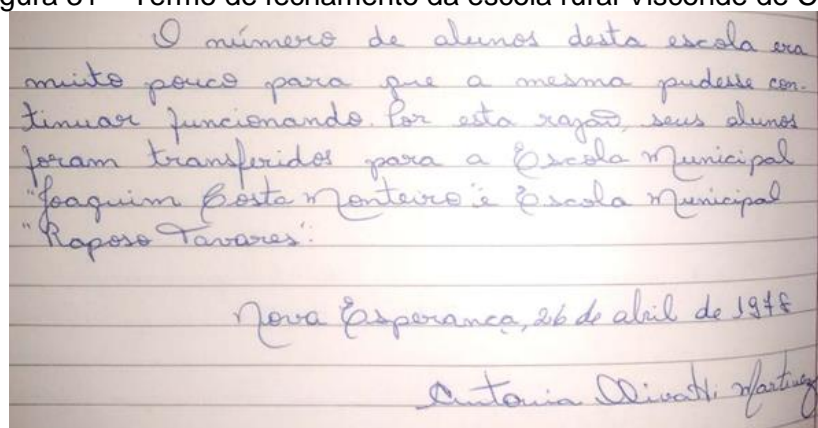 gura 31 – Termo de fechamento da escola rural Visconde de C
O número de alunos desta escola era
muito pouco para que a mesma pudesse con-
tinuar funcionando. Por esta razão, seus alunos
foram transferidos para a Escola Municipal
"Joaquim Costa Monteiro" e Escola Municipal
"Raposo Tavares".
Nova Esperança, 26 de abril de 1978
Antonia Martinez